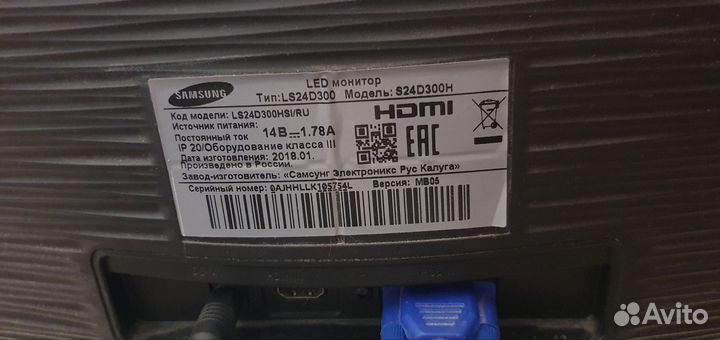 SAMSUNG
LED монитор
Тип:LS24D300 Модель: S24D300H
Код модели: LS24D300HSI/RU
Источник питания:
Постоянный ток 14В 1.78A
HDMI
IP 20/Оборудование класса III
EAC
Дата изготовления: 2018.01.
Произведено в России.
Завод-изготовитель: «Самсунг Электроникс Рус Калуга»
Серийный номер: 0AJHHLLK105754L Версия: MB05
Avito